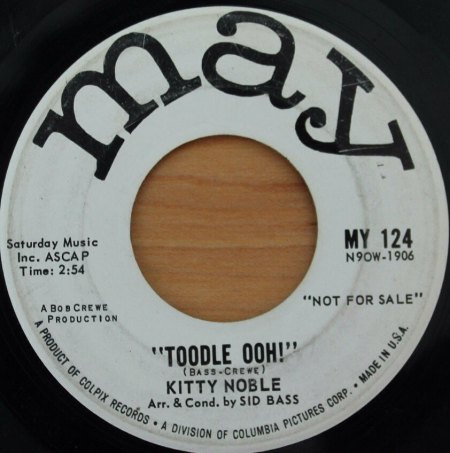 may
Saturday Music
Inc. ASCAP
Time: 2:54
MY 124
N9OW-1906
A BOB CREWE
PRODUCTION
"NOT FOR SALE"
"TOODLE OOH!"
(BASS-CREWE)
KITTY NOBLE
Arr. & Cond. by SID BASS
A PRODUCT OF COLPIX RECORDS • A DIVISION OF COLUMBIA PICTURES CORP. • MADE IN U.S.A.